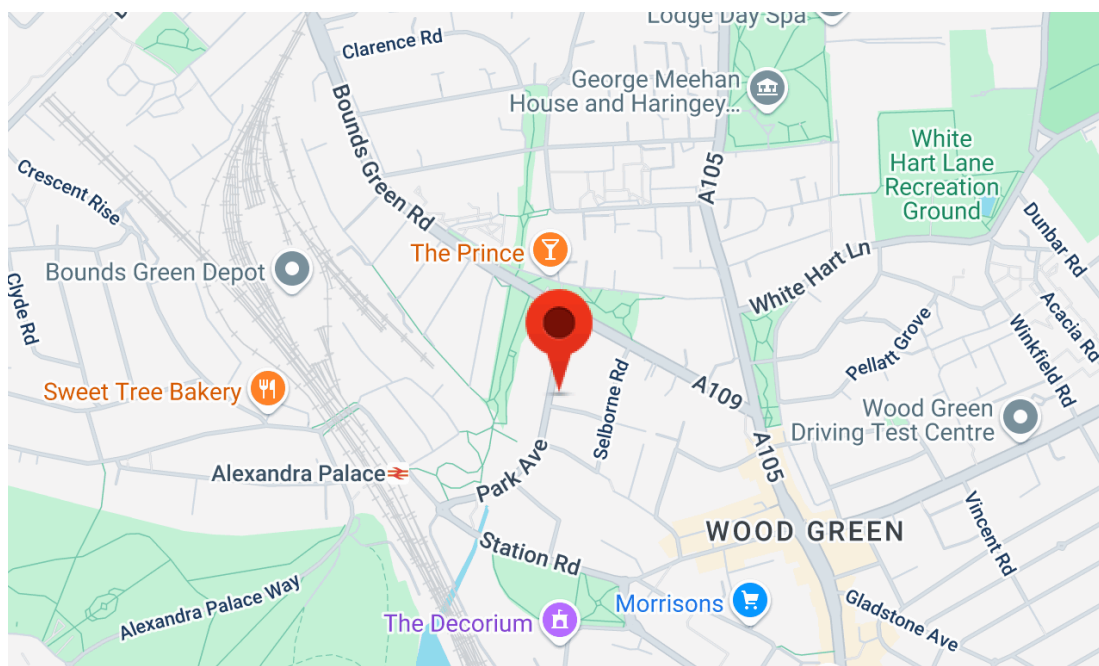 Lodge Day Spa
Clarence Rd
George Meehan
House and Haringey…
Bounds Green Rd
A105
White
Hart Lane
Recreation
Ground
Crescent Rise
Dunbar Rd
The Prince
Bounds Green Depot
White Hart Ln
Clyde Rd
Acacia Rd
Winkfield Rd
Pellatt Grove
Sweet Tree Bakery
Selborne Rd
A109
Wood Green
Driving Test Centre
A105
Alexandra Palace
Park Ave
Vincent Rd
WOOD GREEN
Station Rd
Alexandra Palace Way
Morrisons
The Decorium
Gladstone Ave